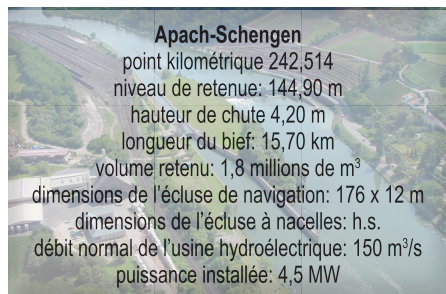 Apach-Schengen
point kilométrique 242,514
niveau de retenue: 144,90 m
hauteur de chute 4,20 m
longueur du bief: 15,70 km
volume retenu: 1,8 millions de m³
dimensions de l'écluse de navigation: 176 x 12 m
dimensions de l'écluse à nacelles: h.s.
débit normal de l'usine hydroélectrique: 150 m³/s
puissance installée: 4,5 MW